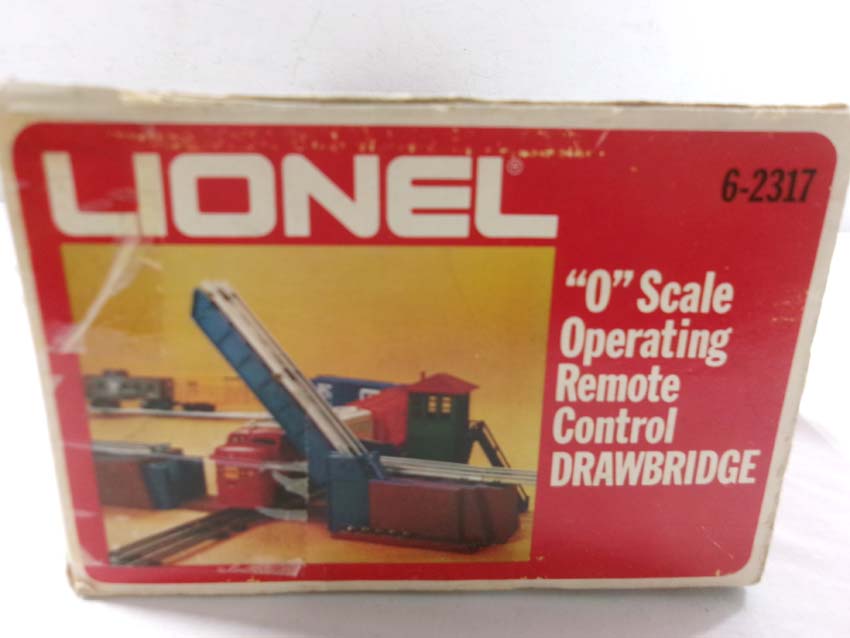 LIONEL®
6-2317
“O” Scale
Operating
Remote
Control
DRAWBRIDGE